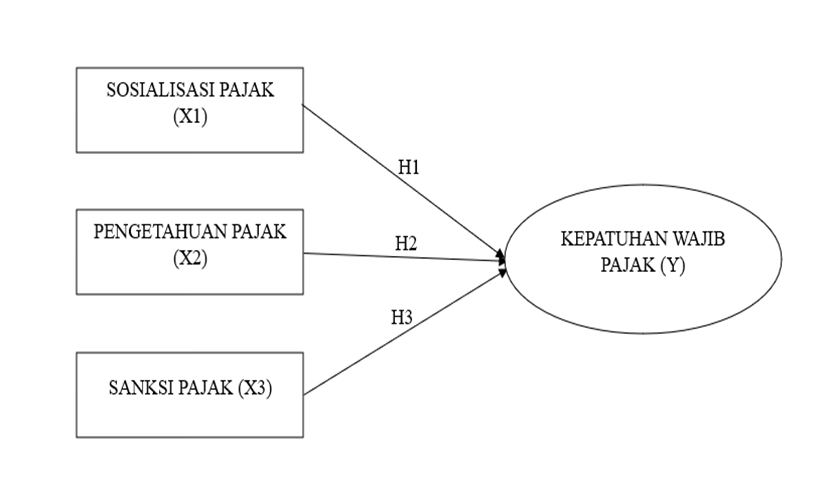 SOSIALISASI PAJAK
(X1)
H1
PENGETAHUAN PAJAK
(X2)
H2
KEPATUHAN WAJIB
PAJAK (Y)
H3
SANKSI PAJAK (X3)